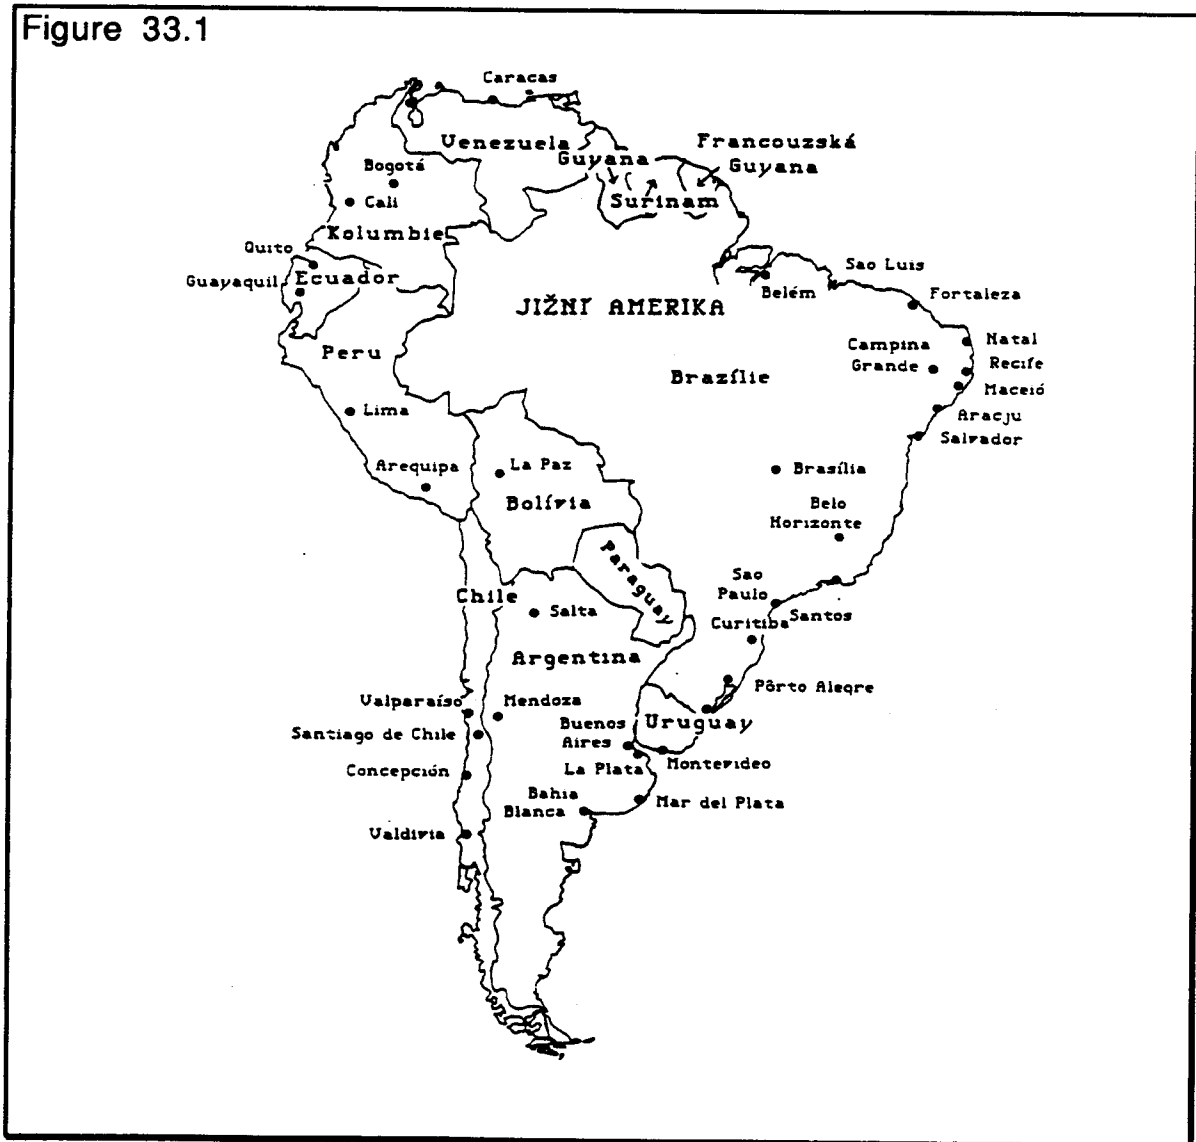 Figure 33.1
Caracas
Venezuela
Francouzská
Guyana
Guyana
Bogotá
Cali
Surinam
Kolumbie
Quito
Guayaquil
Ecuador
Sao Luis
Belém
Fortaleza
JIŽNÍ AMERIKA
Natal
Campina
Grande
Recife
Peru
Brazílie
Maceió
Lima
Aracju
Salvador
Arequipa
La Paz
Brasília
Bolívia
Belo
Horizonte
Paraguay
Sao
Paulo
Chile
Salta
Santos
Curitiba
Argentina
Pôrto Alegre
Valparaíso
Mendoza
Buenos
Aires
Uruguay
Santiago de Chile
La Plata
Montevideo
Concepción
Bahia
Blanca
Mar del Plata
Valdivia